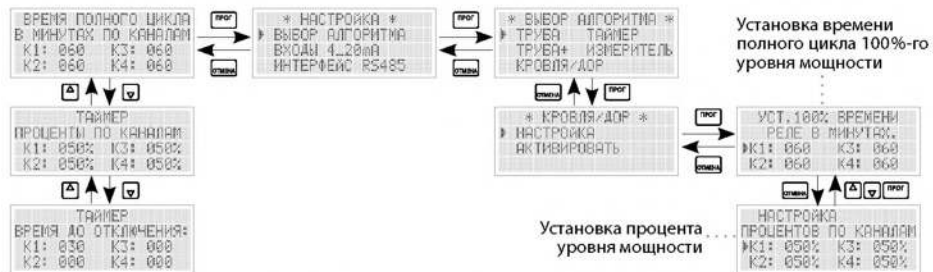 ВРЕМЯ ПОЛНОГО ЦИКЛА
В МИНУТАХ ПО КАНАЛАМ
К1: 060 К3: 060
К2: 060 К4: 060
ПРОГ
ОТМЕНА
* НАСТРОЙКА *
ВЫБОР АЛГОРИТМА
ВХОДЫ 4_20mA
ИНТЕРФЕЙС RS485
ПРОГ
ОТМЕНА
* ВЫБОР АЛГОРИТМА *
ТРУБА ТАЙМЕР
ТРУБА+ ИЗМЕРИТЕЛЬ
КРОВЛЯ/ДОР
Установка времени
полного цикла 100%-го
уровня мощности
ТАЙМЕР
ПРОЦЕНТЫ ПО КАНАЛАМ
К1: 050% К3: 050%
К2: 050% К4: 050%
ОТМЕНА
ПРОГ
* КРОВЛЯ/ДОР *
НАСТРОЙКА
АКТИВИРОВАТЬ
ПРОГ
ОТМЕНА
УСТ.100% ВРЕМЕНИ
РЕЛЕ В МИНУТАХ.
К1: 060 К3: 060
К2: 060 К4: 060
ОТМЕНА
ПРОГ
ТАЙМЕР
ВРЕМЯ ДО ОТКЛЮЧЕНИЯ:
К1: 030 К3: 000
К2: 000 К4: 000
Установка процента
уровня мощности
НАСТРОЙКА
ПРОЦЕНТОВ ПО КАНАЛАМ
К1: 050% К3: 050%
К2: 050% К4: 050%